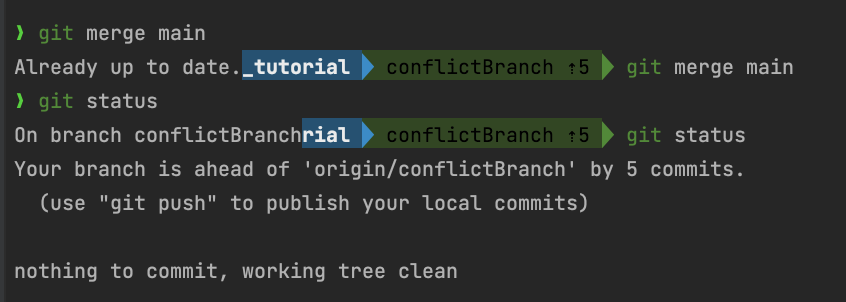 ❯ git merge main
Already up to date._tutorial conflictBranch ⇡5 git merge main
❯ git status
On branch conflictBranchrial conflictBranch ⇡5 git status
Your branch is ahead of 'origin/conflictBranch' by 5 commits.
  (use "git push" to publish your local commits)
nothing to commit, working tree clean